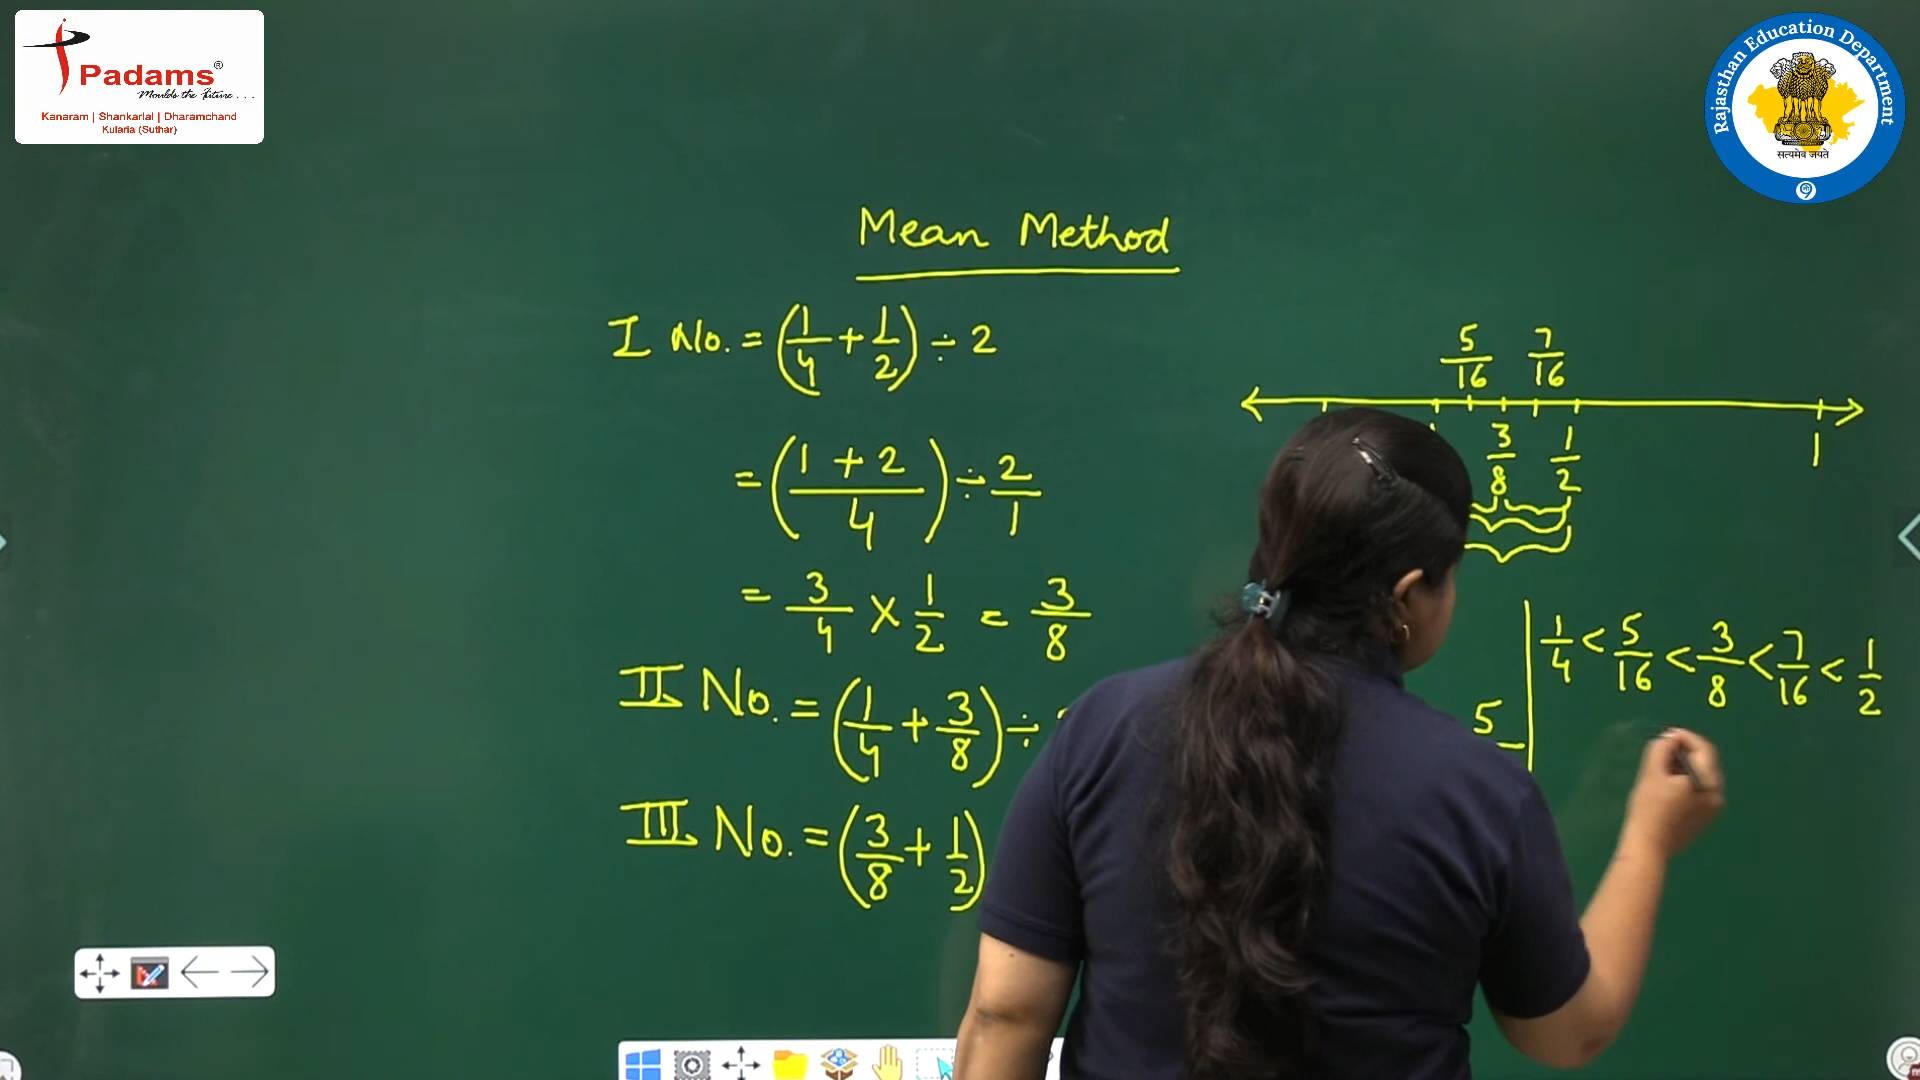 Padams®
Moulds the Future . . .
Kanaram | Shankarlal | Dharamchand
Kularia (Suthar)
Rajasthan Education Department
सत्यमेव जयते
Mean Method
I No. = (1/4 + 1/2) ÷ 2
= ((1 + 2)/4) ÷ 2/1
= 3/4 × 1/2 = 3/8
II No. = (1/4 + 3/8) ÷
III No. = (3/8 + 1/2)
5/16 7/16
3/8 1/2 1
5
1/4 < 5/16 < 3/8 < 7/16 < 1/2